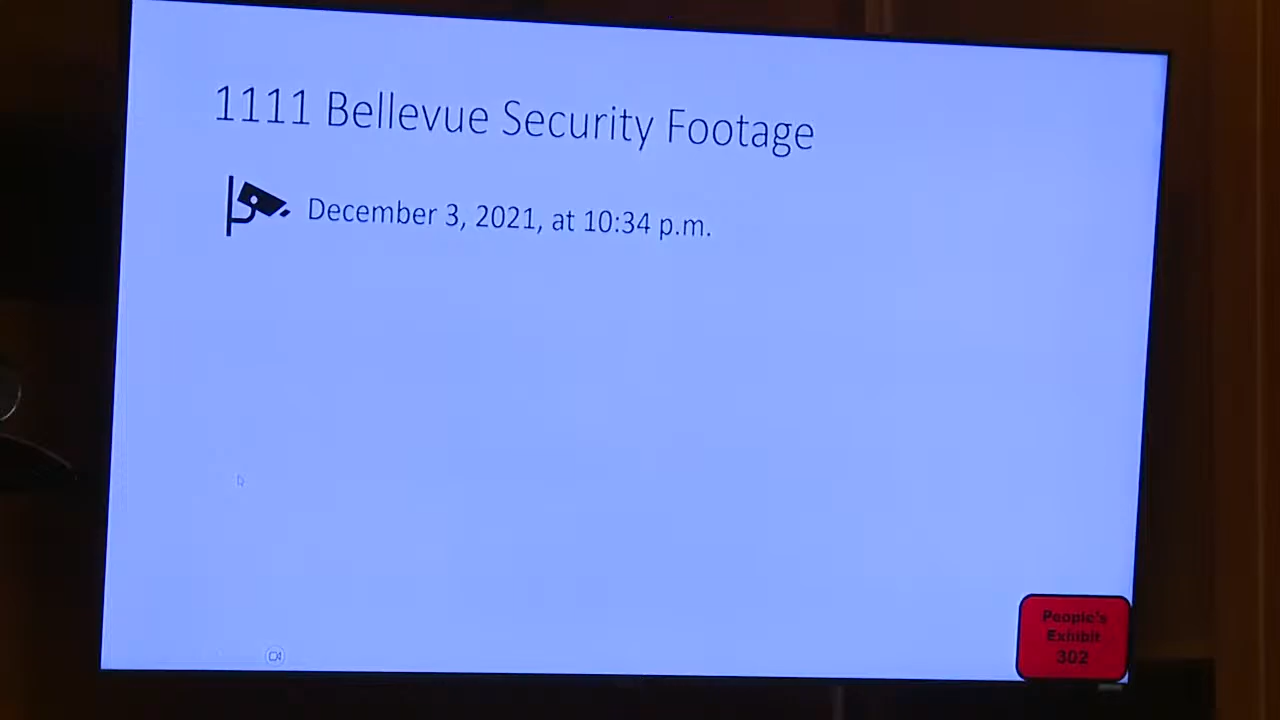 1111 Bellevue Security Footage
December 3, 2021, at 10:34 p.m.
People's
Exhibit
302